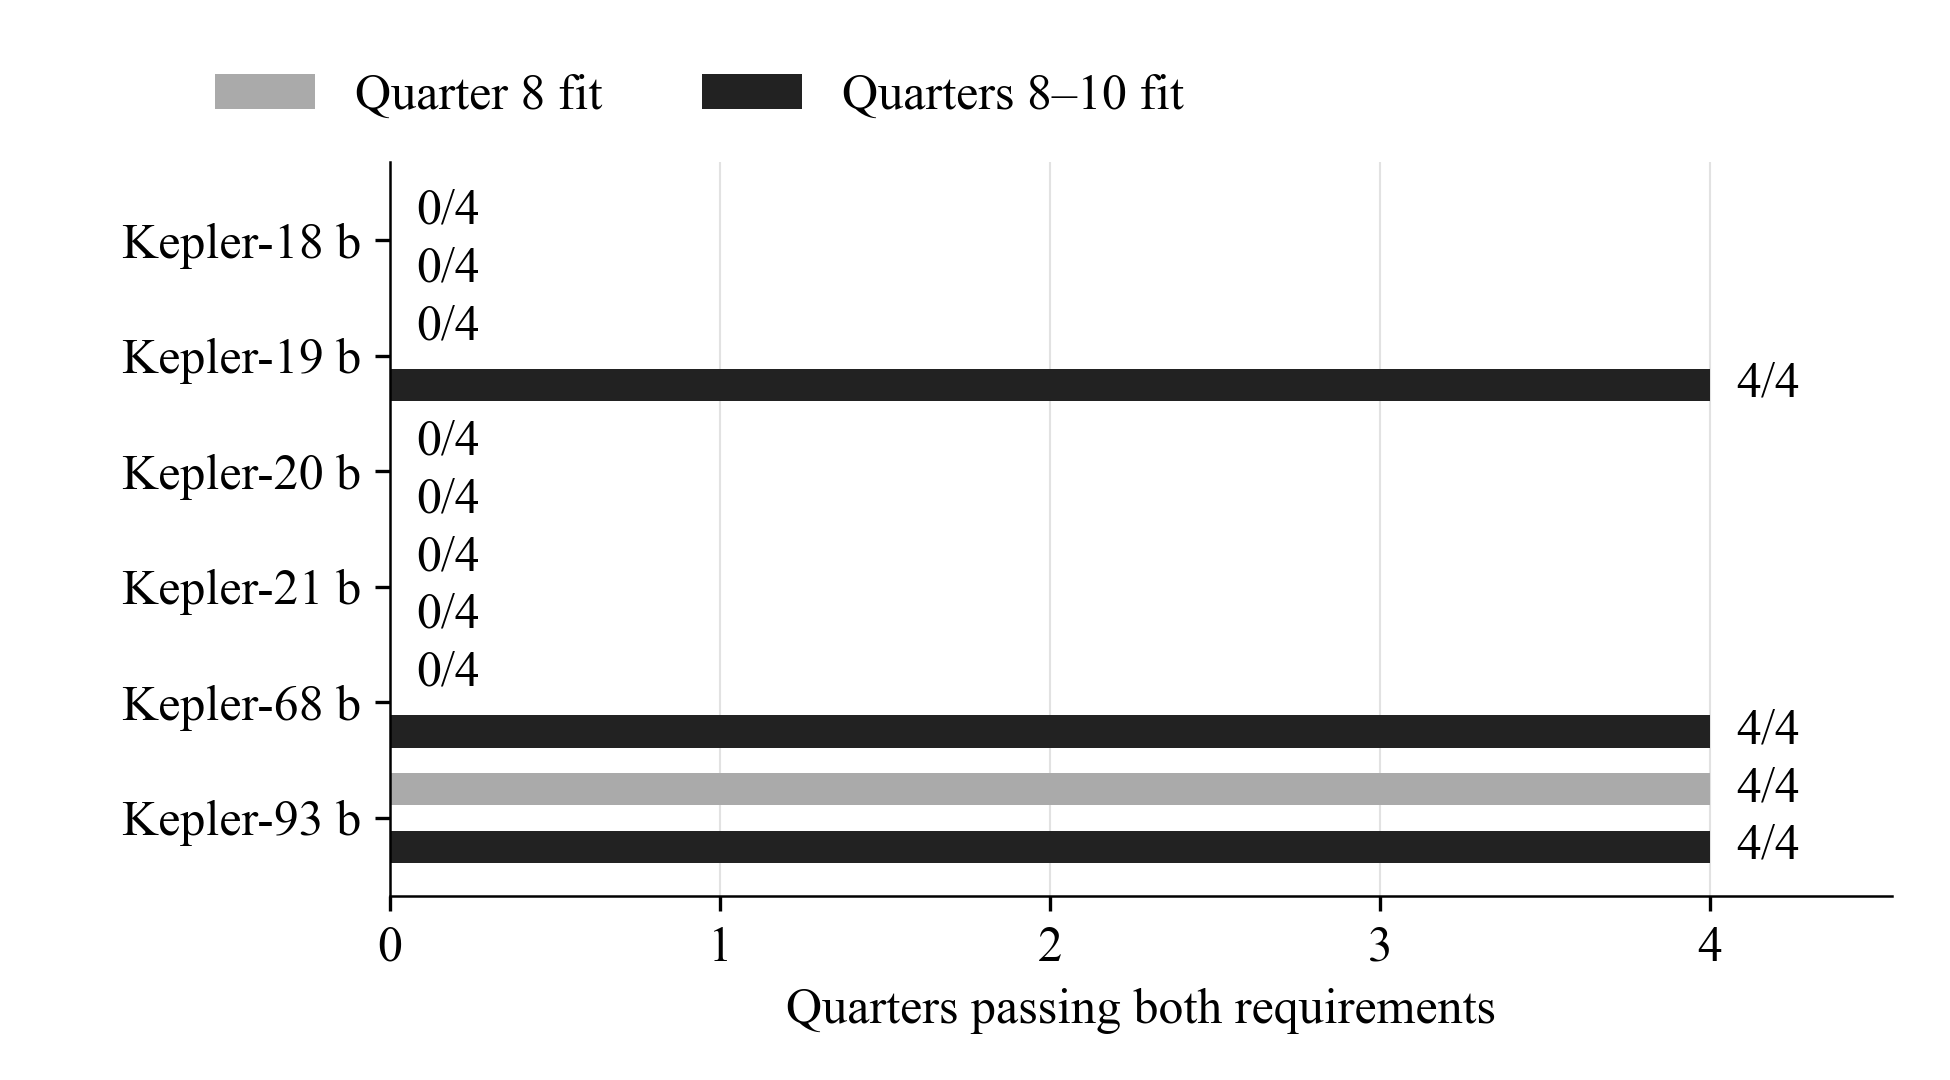 Quarter 8 fit
Quarters 8–10 fit
0/4
Kepler-18 b
0/4
0/4
Kepler-19 b
4/4
0/4
Kepler-20 b
0/4
0/4
Kepler-21 b
0/4
0/4
Kepler-68 b
4/4
4/4
Kepler-93 b
4/4
0 1 2 3 4
Quarters passing both requirements